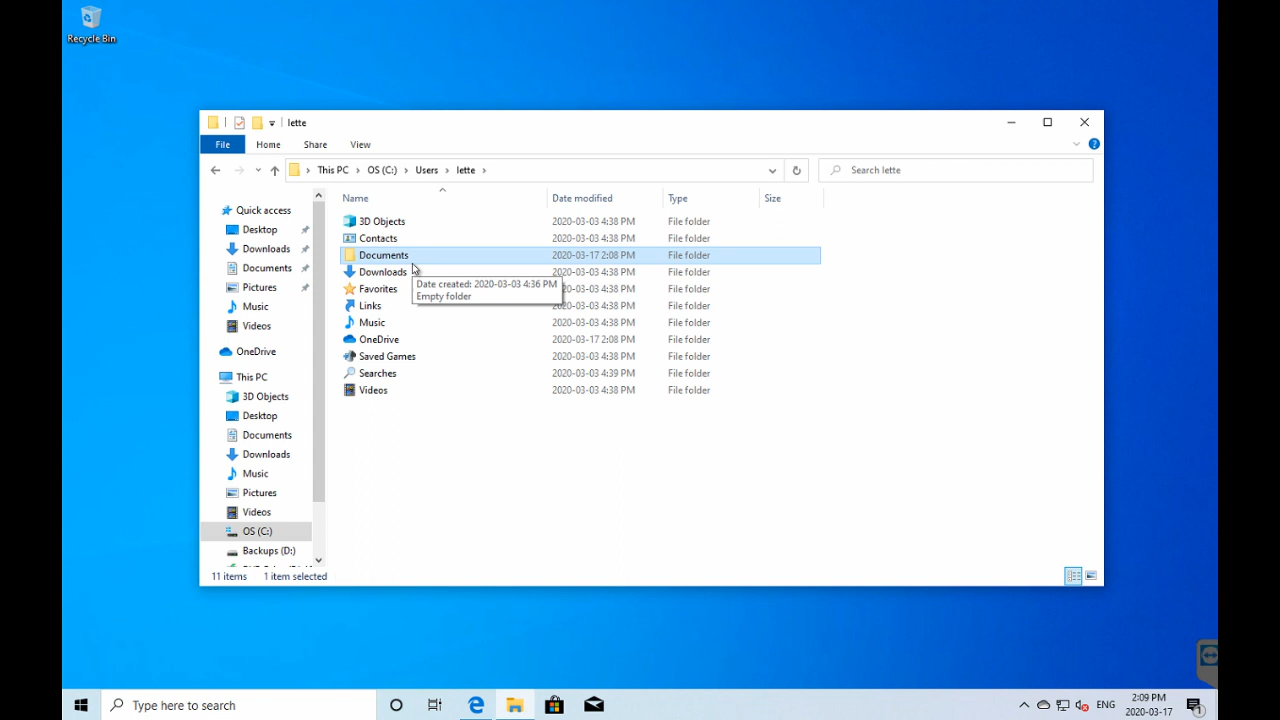 Recycle Bin
lette
File Home Share View
This PC OS (C:) Users lette
Search lette
Name Date modified Type Size
Quick access
Desktop
Downloads
Documents
Pictures
Music
Videos
OneDrive
This PC
3D Objects
Desktop
Documents
Downloads
Music
Pictures
Videos
OS (C:)
Backups (D:)
3D Objects 2020-03-03 4:38 PM File folder
Contacts 2020-03-03 4:38 PM File folder
Documents 2020-03-17 2:08 PM File folder
Downloads 2020-03-03 4:38 PM File folder
Favorites 2020-03-03 4:38 PM File folder
Links 2020-03-03 4:38 PM File folder
Music 2020-03-03 4:38 PM File folder
OneDrive 2020-03-17 2:08 PM File folder
Saved Games 2020-03-03 4:38 PM File folder
Searches 2020-03-03 4:39 PM File folder
Videos 2020-03-03 4:38 PM File folder
Date created: 2020-03-03 4:36 PM
Empty folder
11 items 1 item selected
Type here to search
ENG
2:09 PM
2020-03-17
1